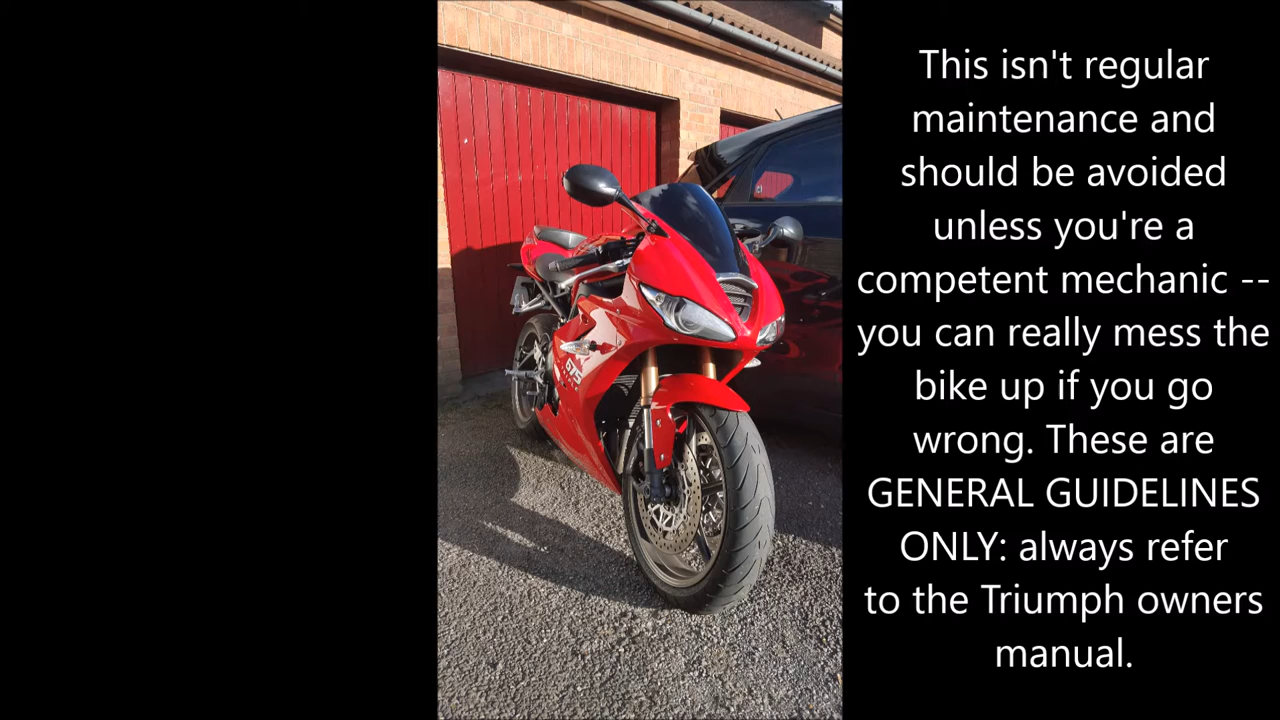 This isn't regular
maintenance and
should be avoided
unless you're a
competent mechanic --
you can really mess the
bike up if you go
wrong. These are
GENERAL GUIDELINES
ONLY: always refer
to the Triumph owners
manual.
675